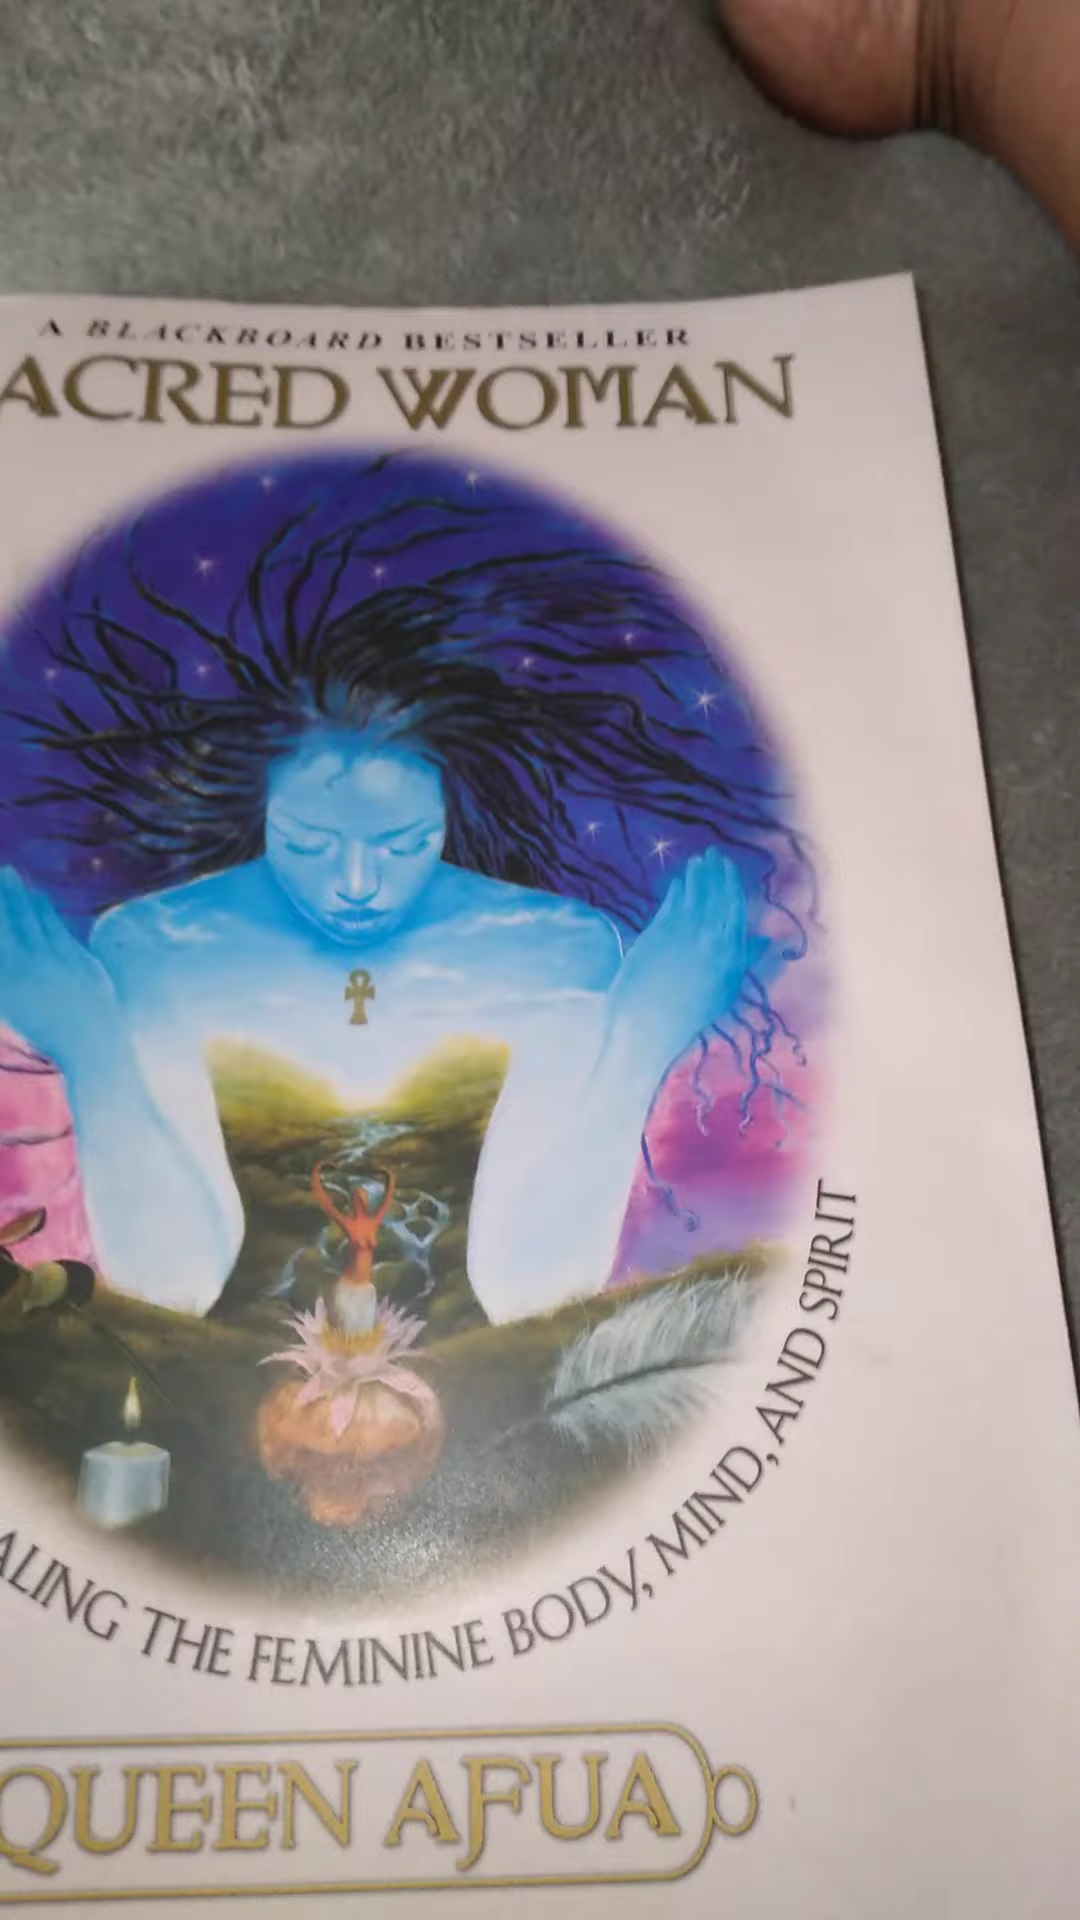 A BLACKBOARD BESTSELLER
ACRED WOMAN
ALING THE FEMININE BODY, MIND, AND SPIRIT
QUEEN AFUA